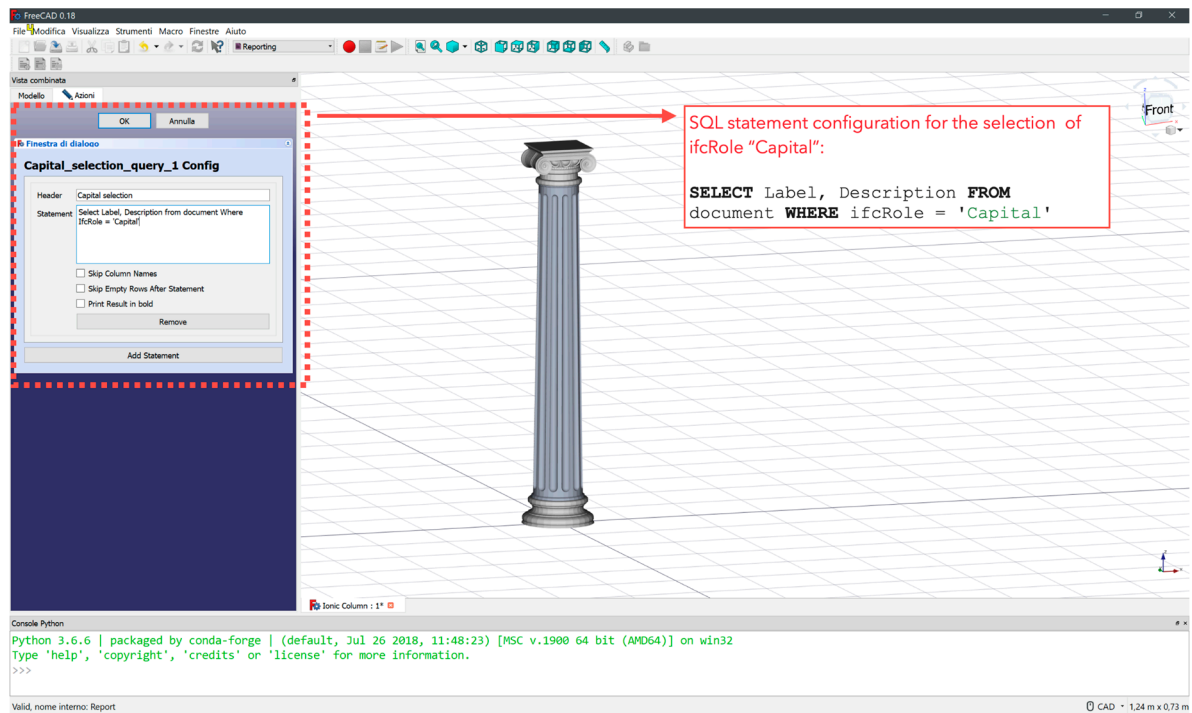 FreeCAD 0.18
File Modifica Visualizza Strumenti Macro Finestre Aiuto
Reporting
Vista combinata
Modello Azioni
OK Annulla
Finestra di dialogo
Capital_selection_query_1 Config
Header Capital selection
Statement Select Label, Description from document Where
IfcRole = 'Capital'
Skip Column Names
Skip Empty Rows After Statement
Print Result in bold
Remove
Add Statement
SQL statement configuration for the selection of
ifcRole "Capital":
SELECT Label, Description FROM
document WHERE ifcRole = 'Capital'
Front
Ionic Column : 1*
Console Python
Python 3.6.6 | packaged by conda-forge | (default, Jul 26 2018, 11:48:23) [MSC v.1900 64 bit (AMD64)] on win32
Type 'help', 'copyright', 'credits' or 'license' for more information.
>>>
Valid, nome interno: Report
CAD 1,24 m x 0,73 m